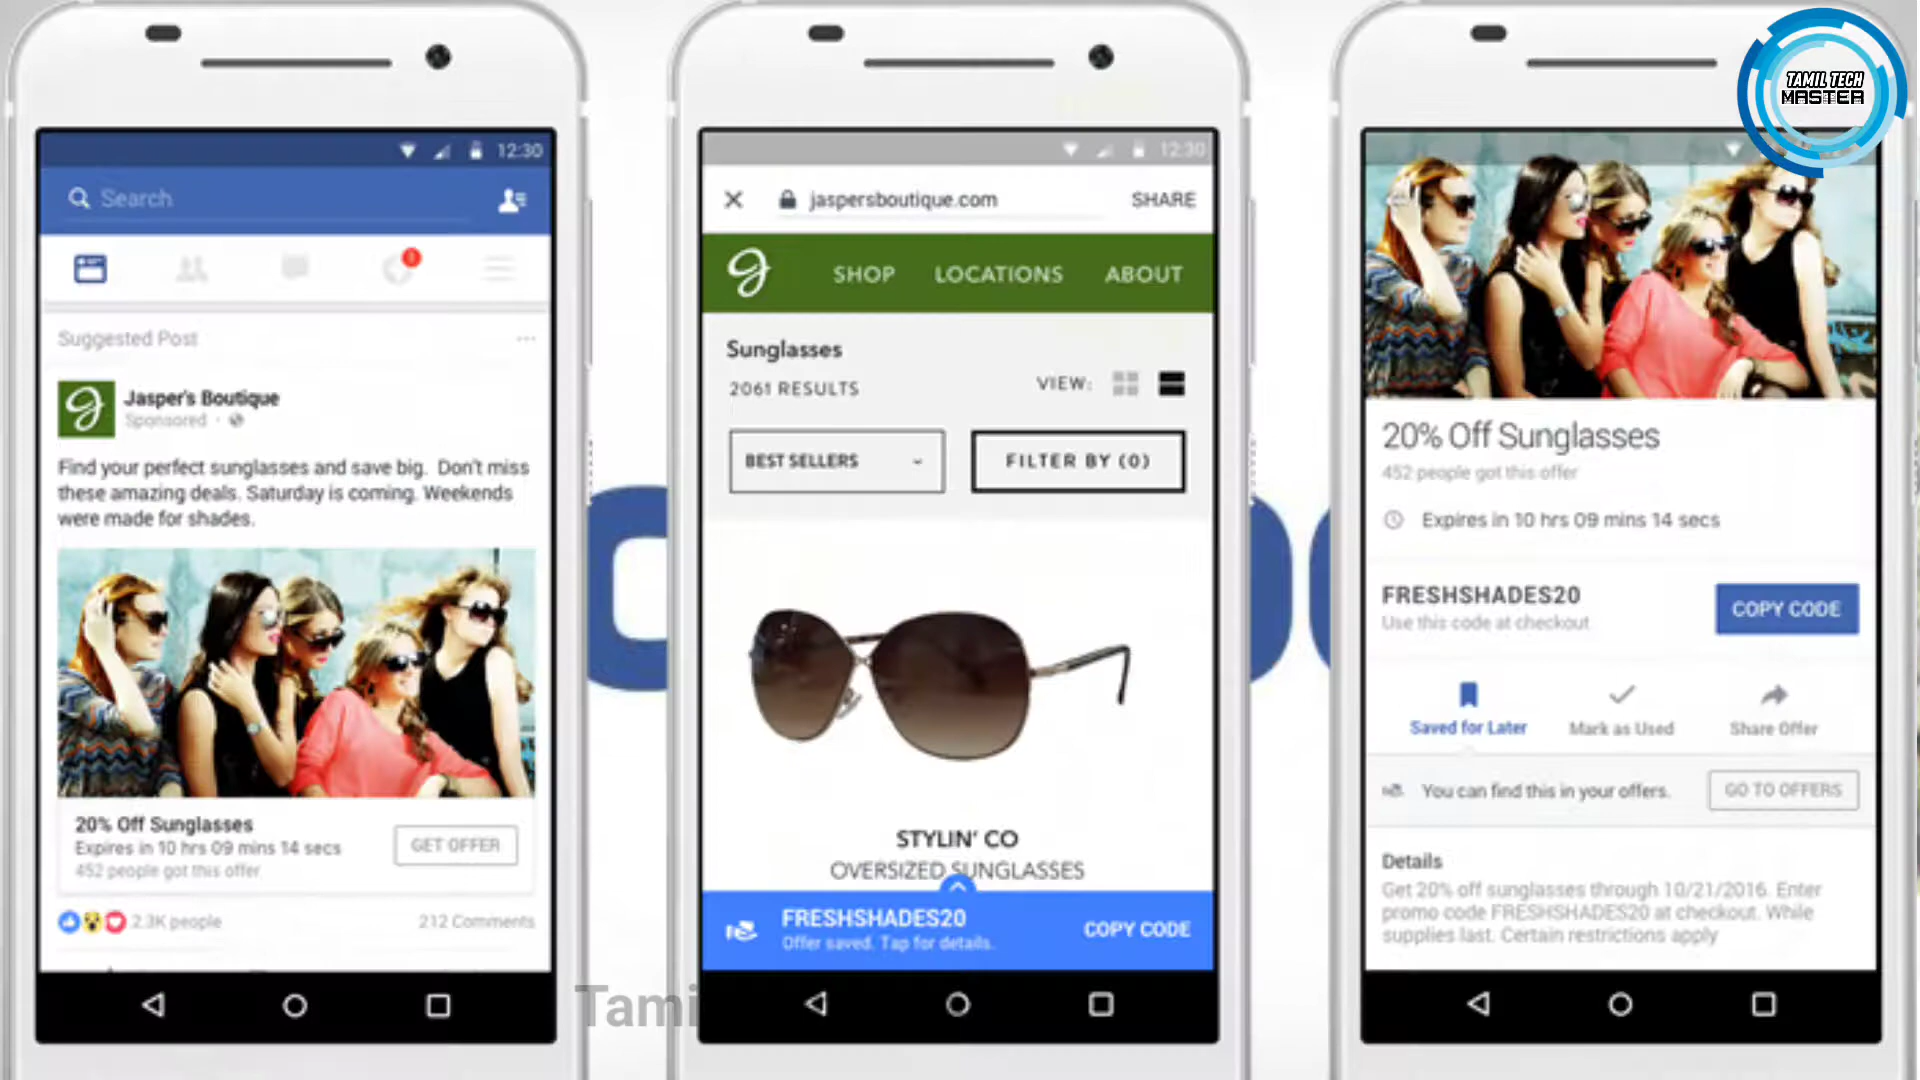 TAMIL TECH
MASTER
12:30
Search
Suggested Post
Jasper's Boutique
Sponsored
Find your perfect sunglasses and save big. Don't miss
these amazing deals. Saturday is coming. Weekends
were made for shades.
20% Off Sunglasses
Expires in 10 hrs 09 mins 14 secs
452 people got this offer
GET OFFER
2.3K people
212 Comments
12:30
jaspersboutique.com
SHARE
SHOP LOCATIONS ABOUT
Sunglasses
2061 RESULTS
VIEW:
BEST SELLERS
FILTER BY (0)
STYLIN' CO
OVERSIZED SUNGLASSES
FRESHSHADES20
Offer saved. Tap for details.
COPY CODE
20% Off Sunglasses
452 people got this offer
Expires in 10 hrs 09 mins 14 secs
FRESHSHADES20
Use this code at checkout
COPY CODE
Saved for Later
Mark as Used
Share Offer
You can find this in your offers.
GO TO OFFERS
Details
Get 20% off sunglasses through 10/21/2016. Enter
promo code FRESHSHADES20 at checkout. While
supplies last. Certain restrictions apply
Tami